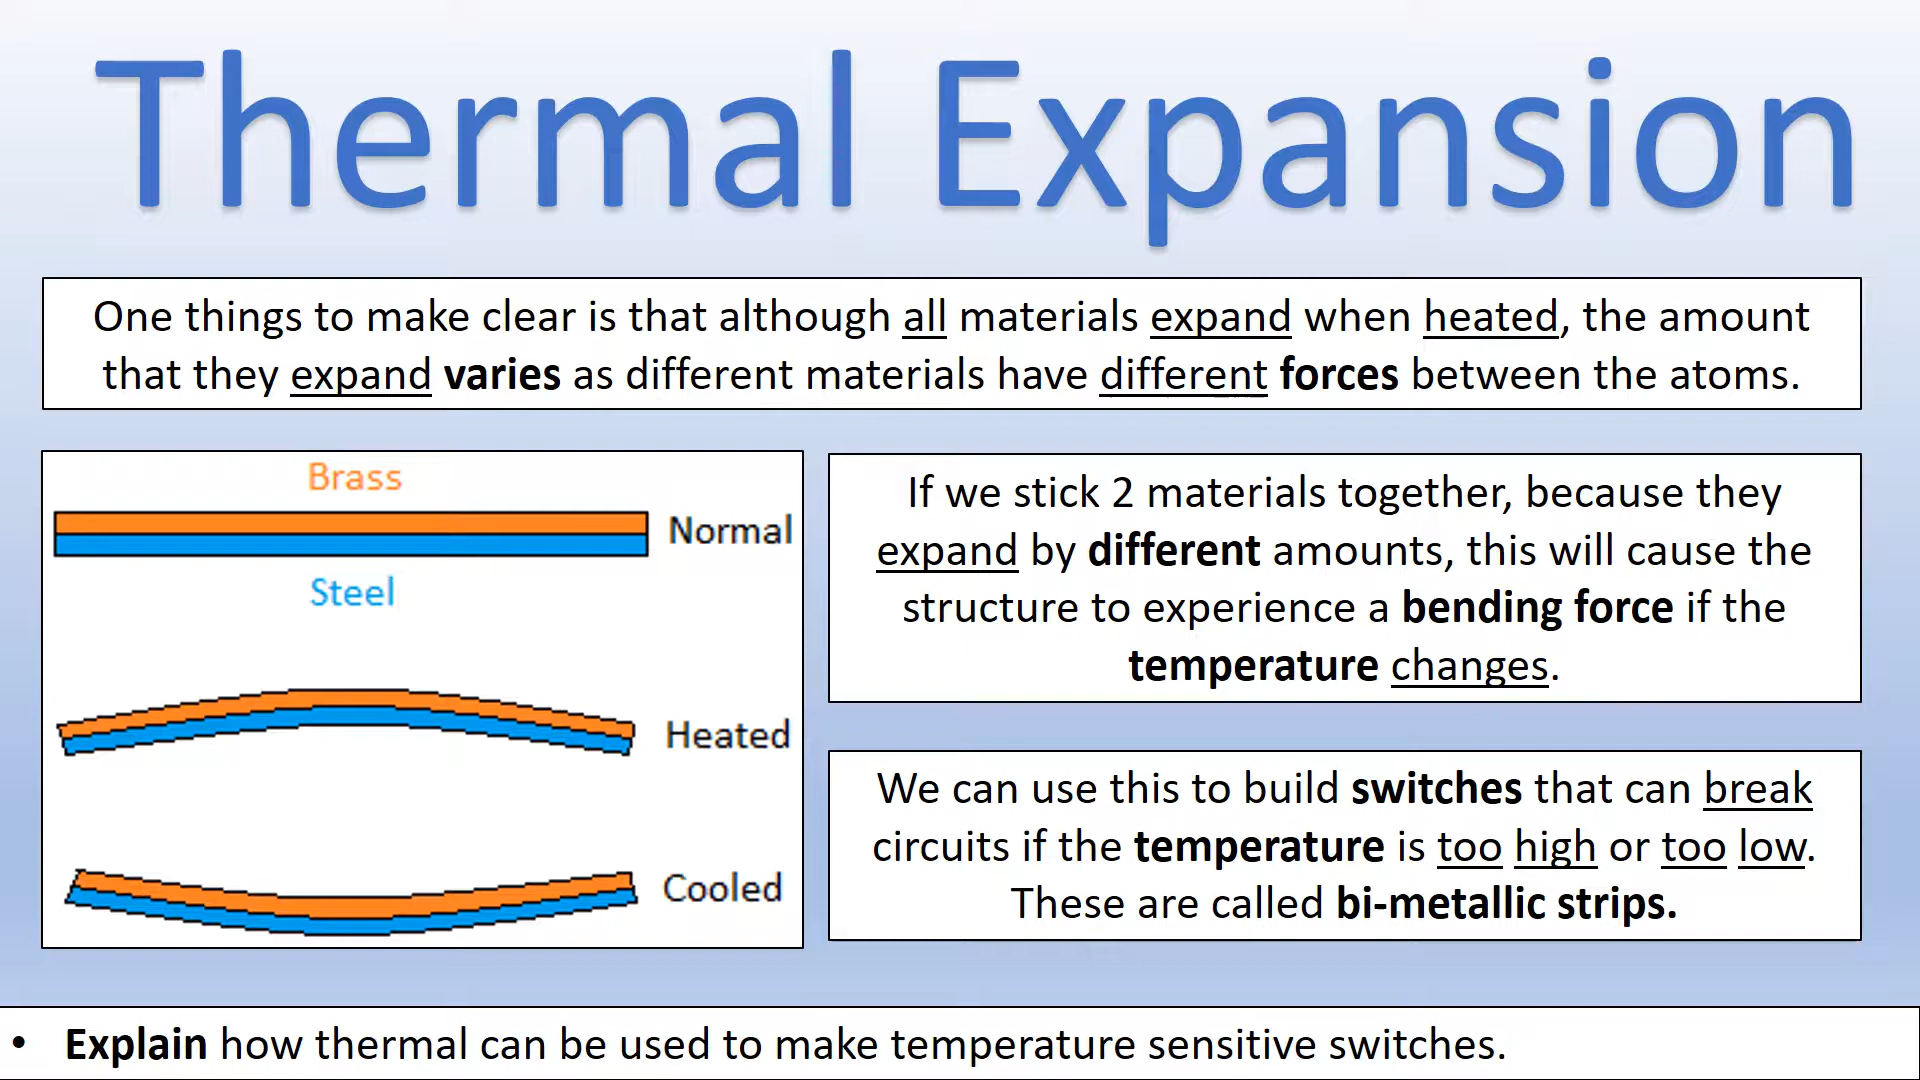 Thermal Expansion
One things to make clear is that although all materials expand when heated, the amount
that they expand varies as different materials have different forces between the atoms.
Brass
Normal
Steel
Heated
Cooled
If we stick 2 materials together, because they
expand by different amounts, this will cause the
structure to experience a bending force if the
temperature changes.
We can use this to build switches that can break
circuits if the temperature is too high or too low.
These are called bi-metallic strips.
• Explain how thermal can be used to make temperature sensitive switches.